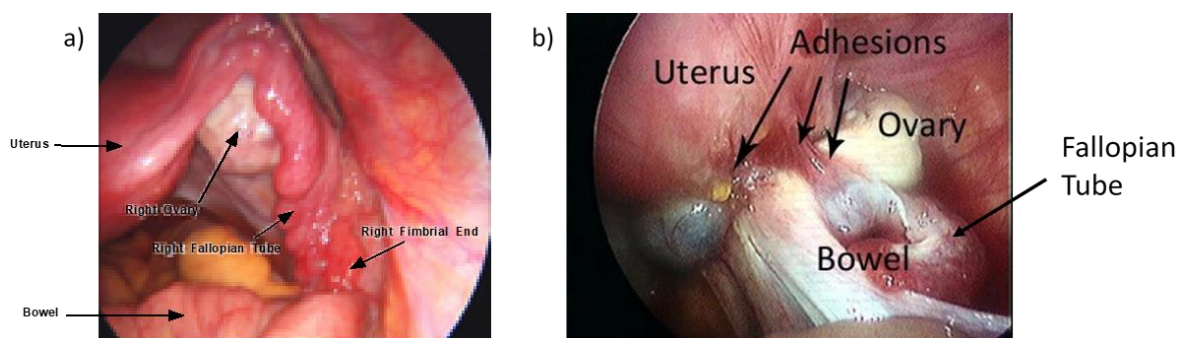 a)
Uterus
Right Ovary
Right Fallopian Tube
Right Fimbrial End
Bowel
b)
Adhesions
Uterus
Ovary
Fallopian
Tube
Bowel